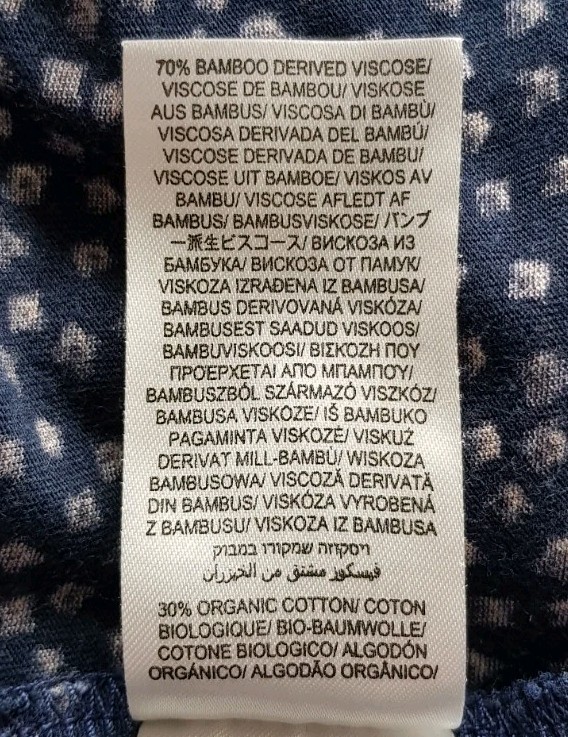 70% BAMBOO DERIVED VISCOSE/
VISCOSE DE BAMBOU/ VISKOSE
AUS BAMBUS/ VISCOSA DI BAMBÙ/
VISCOSA DERIVADA DEL BAMBÚ/
VISCOSE DERIVADA DE BAMBU/
VISCOSE UIT BAMBOE/ VISKOS AV
BAMBU/ VISCOSE AFLEDT AF
BAMBUS/ BAMBUSVISKOSE/ バンブ
ー派生ビスコース/ ВИСКОЗА ИЗ
БАМБУКА/ ВИСКОЗА ОТ ПАМУК/
VISKOZA IZRAĐENA IZ BAMBUSA/
BAMBUS DERIVOVANÁ VISKÓZA/
BAMBUSEST SAADUD VISKOOS/
BAMBUVISKOOSI/ ΒΙΣΚΟΖΗ ΠΟΥ
ΠΡΟΈΡΧΕΤΑΙ ΑΠΌ ΜΠΑΜΠΟΎ/
BAMBUSZBÓL SZÁRMAZÓ VISZKÓZ/
BAMBUSA VISKOZE/ IŠ BAMBUKO
PAGAMINTA VISKOZĖ/ VISKUŻ
DERIVAT MILL-BAMBÙ/ WISKOZA
BAMBUSOWA/ VISCOZĂ DERIVATĂ
DIN BAMBUS/ VISKÓZA VYROBENÁ
Z BAMBUSU/ VISKOZA IZ BAMBUSA
ויסקוזה שמקורו במבוק
فيسكوز مشتق من الخيزران
30% ORGANIC COTTON/ COTON
BIOLOGIQUE/ BIO-BAUMWOLLE/
COTONE BIOLOGICO/ ALGODÓN
ORGÁNICO/ ALGODÃO ORGÂNICO/